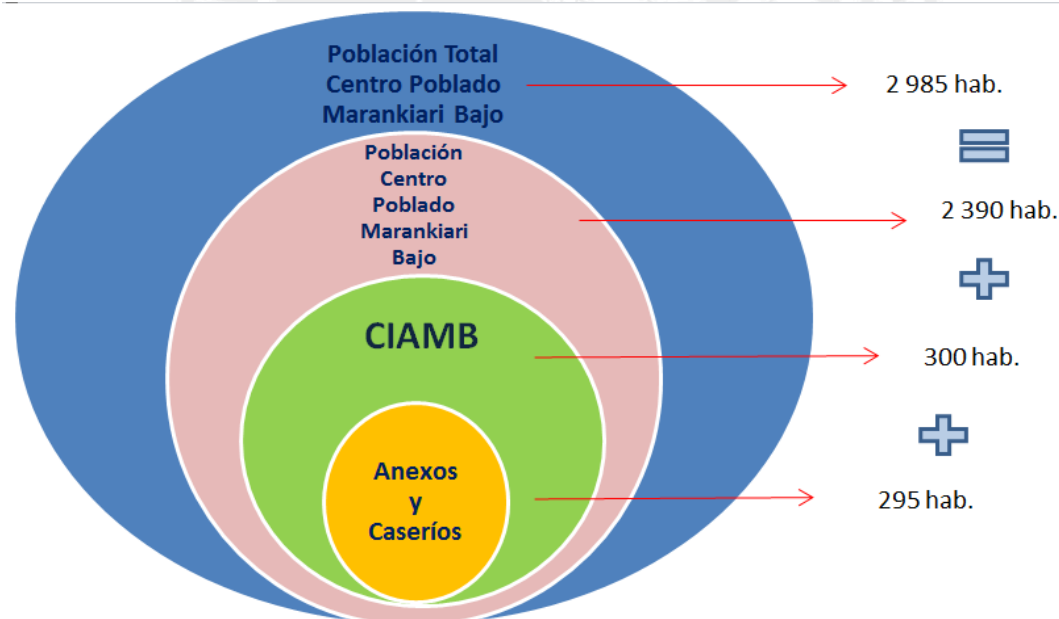 Población Total
Centro Poblado
Marankiari Bajo
2 985 hab.
Población
Centro
Poblado
Marankiari
Bajo
2 390 hab.
CIAMB
300 hab.
Anexos
y
Caseríos
295 hab.